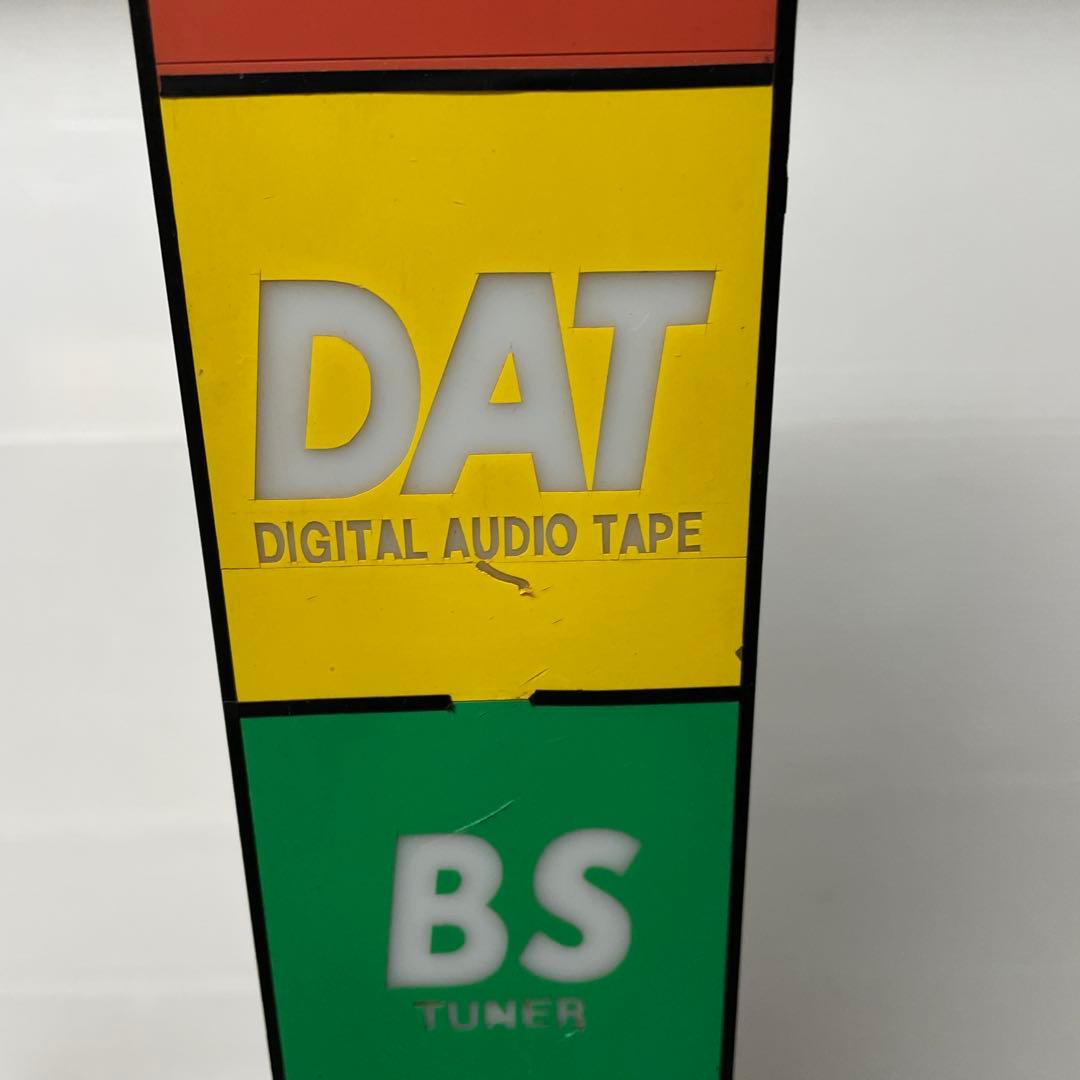 DAT
DIGITAL AUDIO TAPE
BS
TUNER